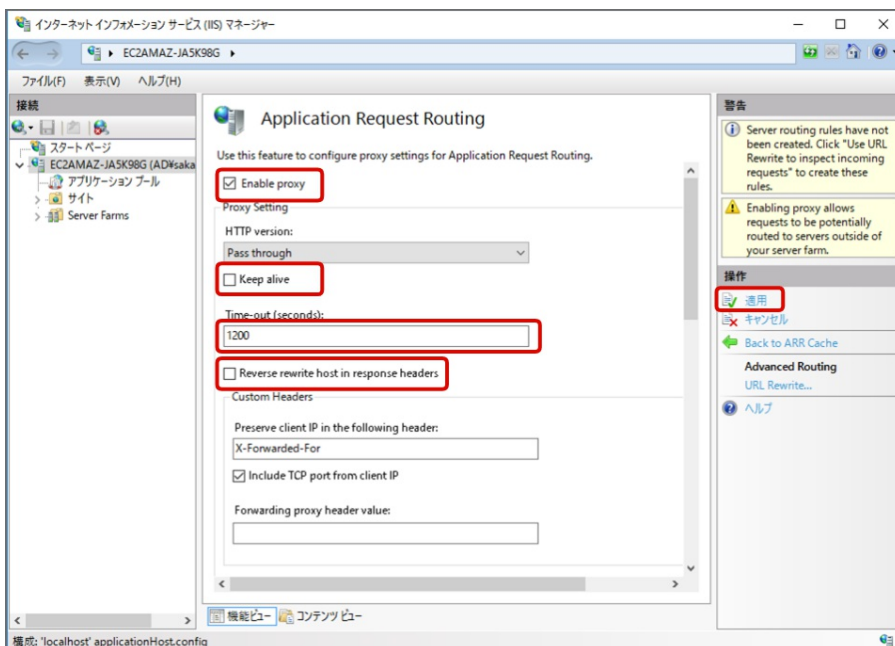 インターネット インフォメーション サービス (IIS) マネージャー
EC2AMAZ-JA5K98G
ファイル(F) 表示(V) ヘルプ(H)
接続
スタート ページ
EC2AMAZ-JA5K98G (AD¥saka
アプリケーション プール
サイト
Server Farms
Application Request Routing
Use this feature to configure proxy settings for Application Request Routing.
Enable proxy
Proxy Setting
HTTP version:
Pass through
Keep alive
Time-out (seconds):
1200
Reverse rewrite host in response headers
Custom Headers
Preserve client IP in the following header:
X-Forwarded-For
Include TCP port from client IP
Forwarding proxy header value:
機能ビュー コンテンツ ビュー
警告
Server routing rules have not
been created. Click "Use URL
Rewrite to inspect incoming
requests" to create these
rules.
Enabling proxy allows
requests to be potentially
routed to servers outside of
your server farm.
操作
適用
キャンセル
Back to ARR Cache
Advanced Routing
URL Rewrite...
ヘルプ
構成: 'localhost' applicationHost.config